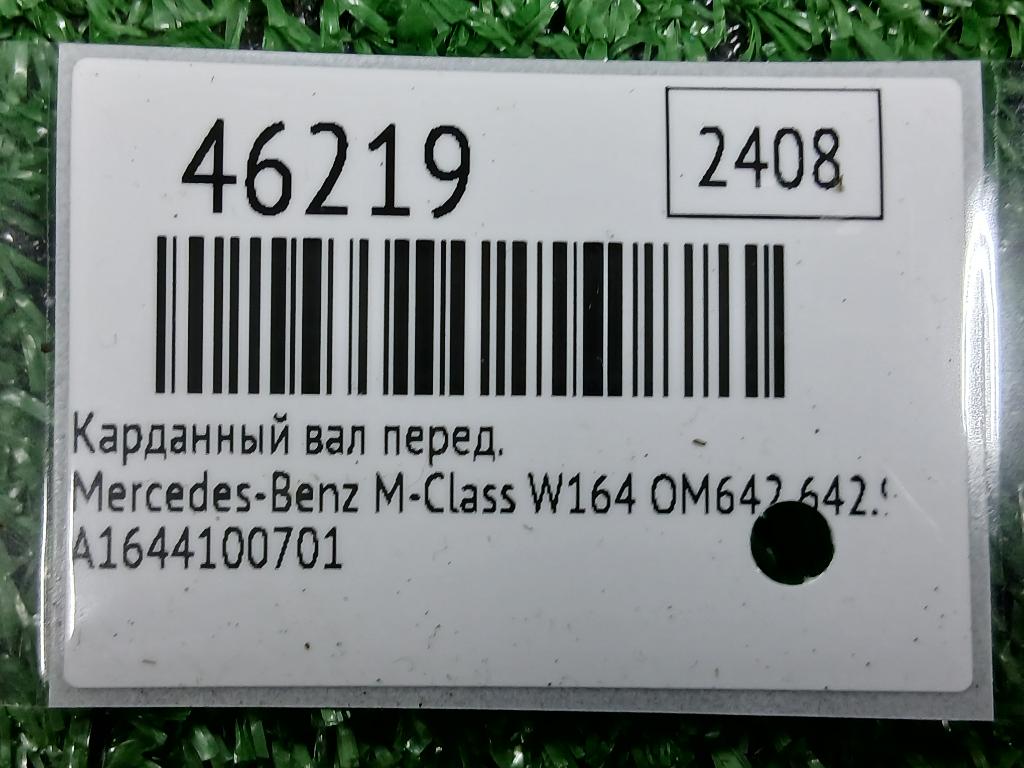 46219
2408
Карданный вал перед.
Mercedes-Benz M-Class W164 OM642
A1644100701